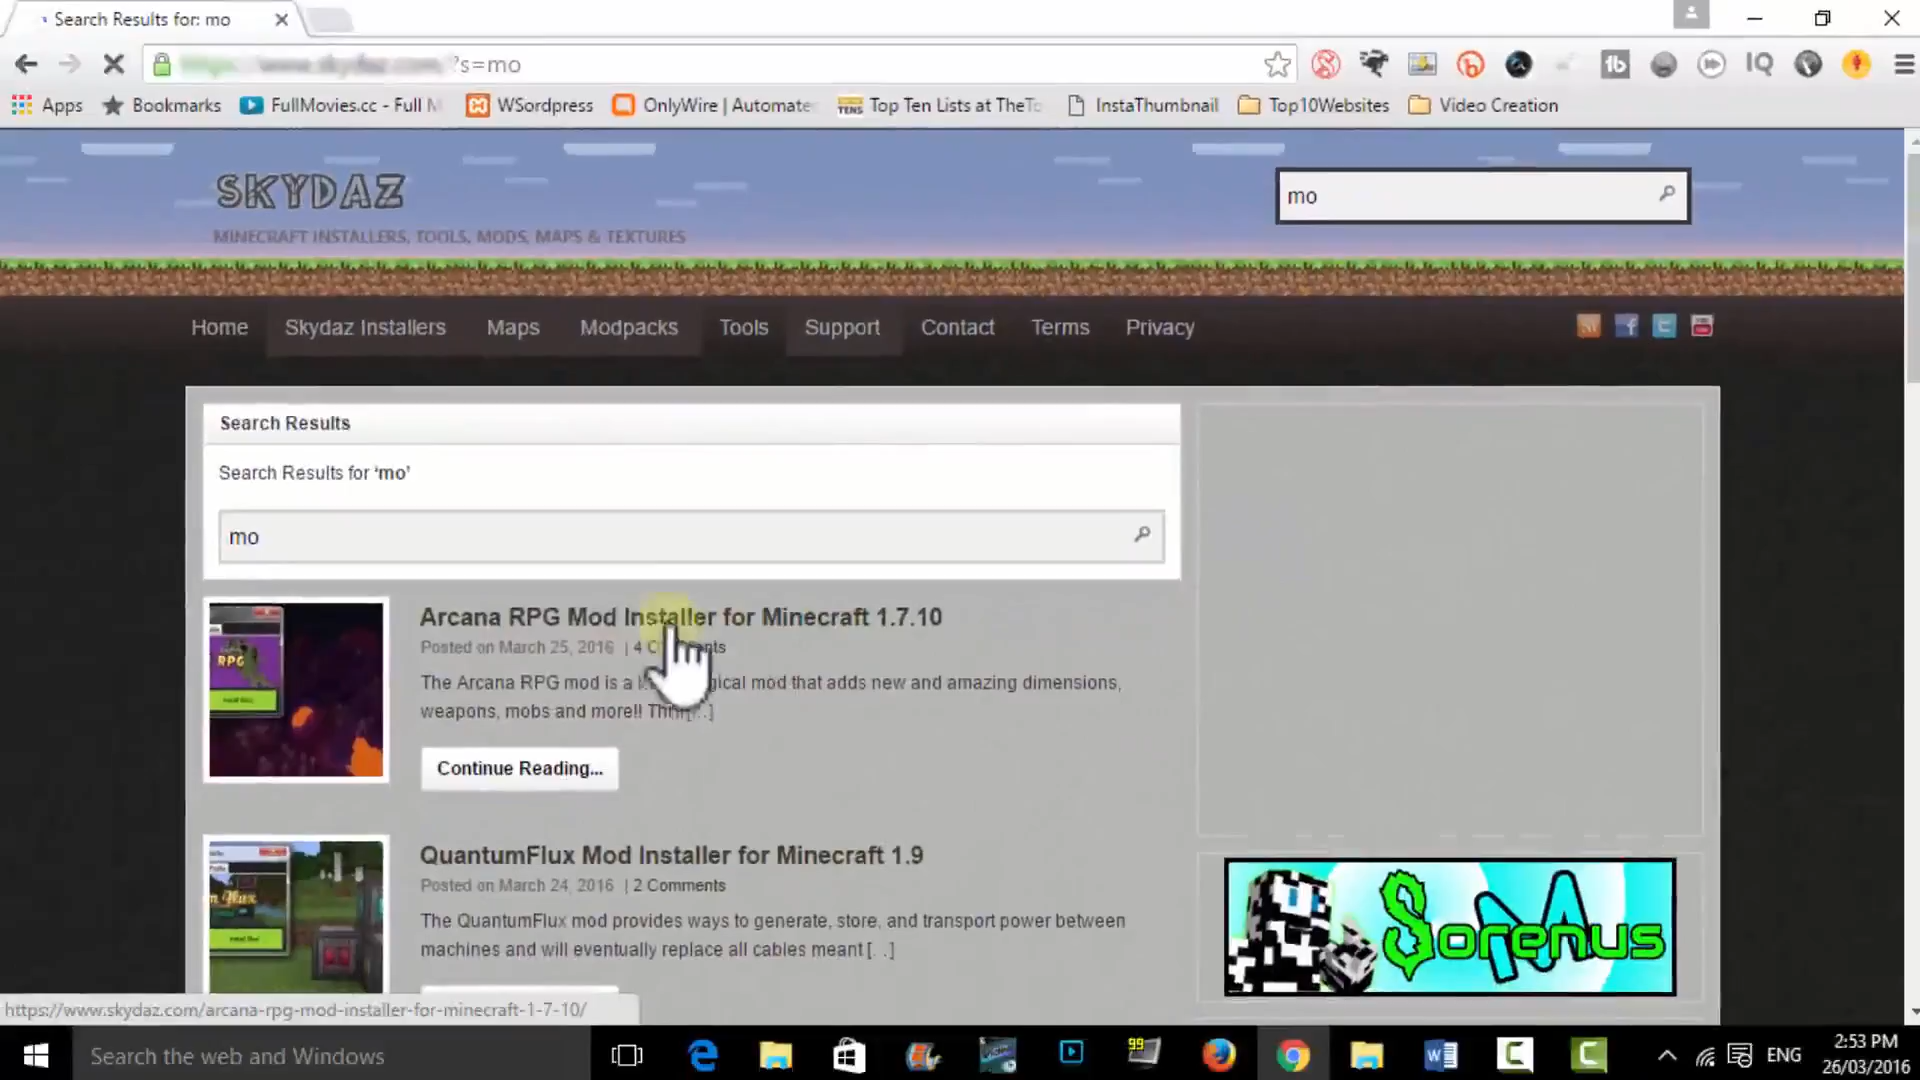 Search Results for: mo
?s=mo
Apps Bookmarks FullMovies.cc - Full M WSordpress OnlyWire | Automate Top Ten Lists at TheTo InstaThumbnail Top10Websites Video Creation
SKYDAZ
MINECRAFT INSTALLERS, TOOLS, MODS, MAPS & TEXTURES
mo
Home Skydaz Installers Maps Modpacks Tools Support Contact Terms Privacy
Search Results
Search Results for ‘mo’
mo
Arcana RPG Mod Installer for Minecraft 1.7.10
Posted on March 25, 2016 | 4
The Arcana RPG mod is a mod that adds new and amazing dimensions,
weapons, mobs and more!!
Continue Reading...
QuantumFlux Mod Installer for Minecraft 1.9
Posted on March 24, 2016 | 2 Comments
The QuantumFlux mod provides ways to generate, store, and transport power between
machines and will eventually replace all cables meant [...]
SorenusM
https://www.skydaz.com/arcana-rpg-mod-installer-for-minecraft-1-7-10/
Search the web and Windows
99
ENG
2:53 PM
26/03/2016